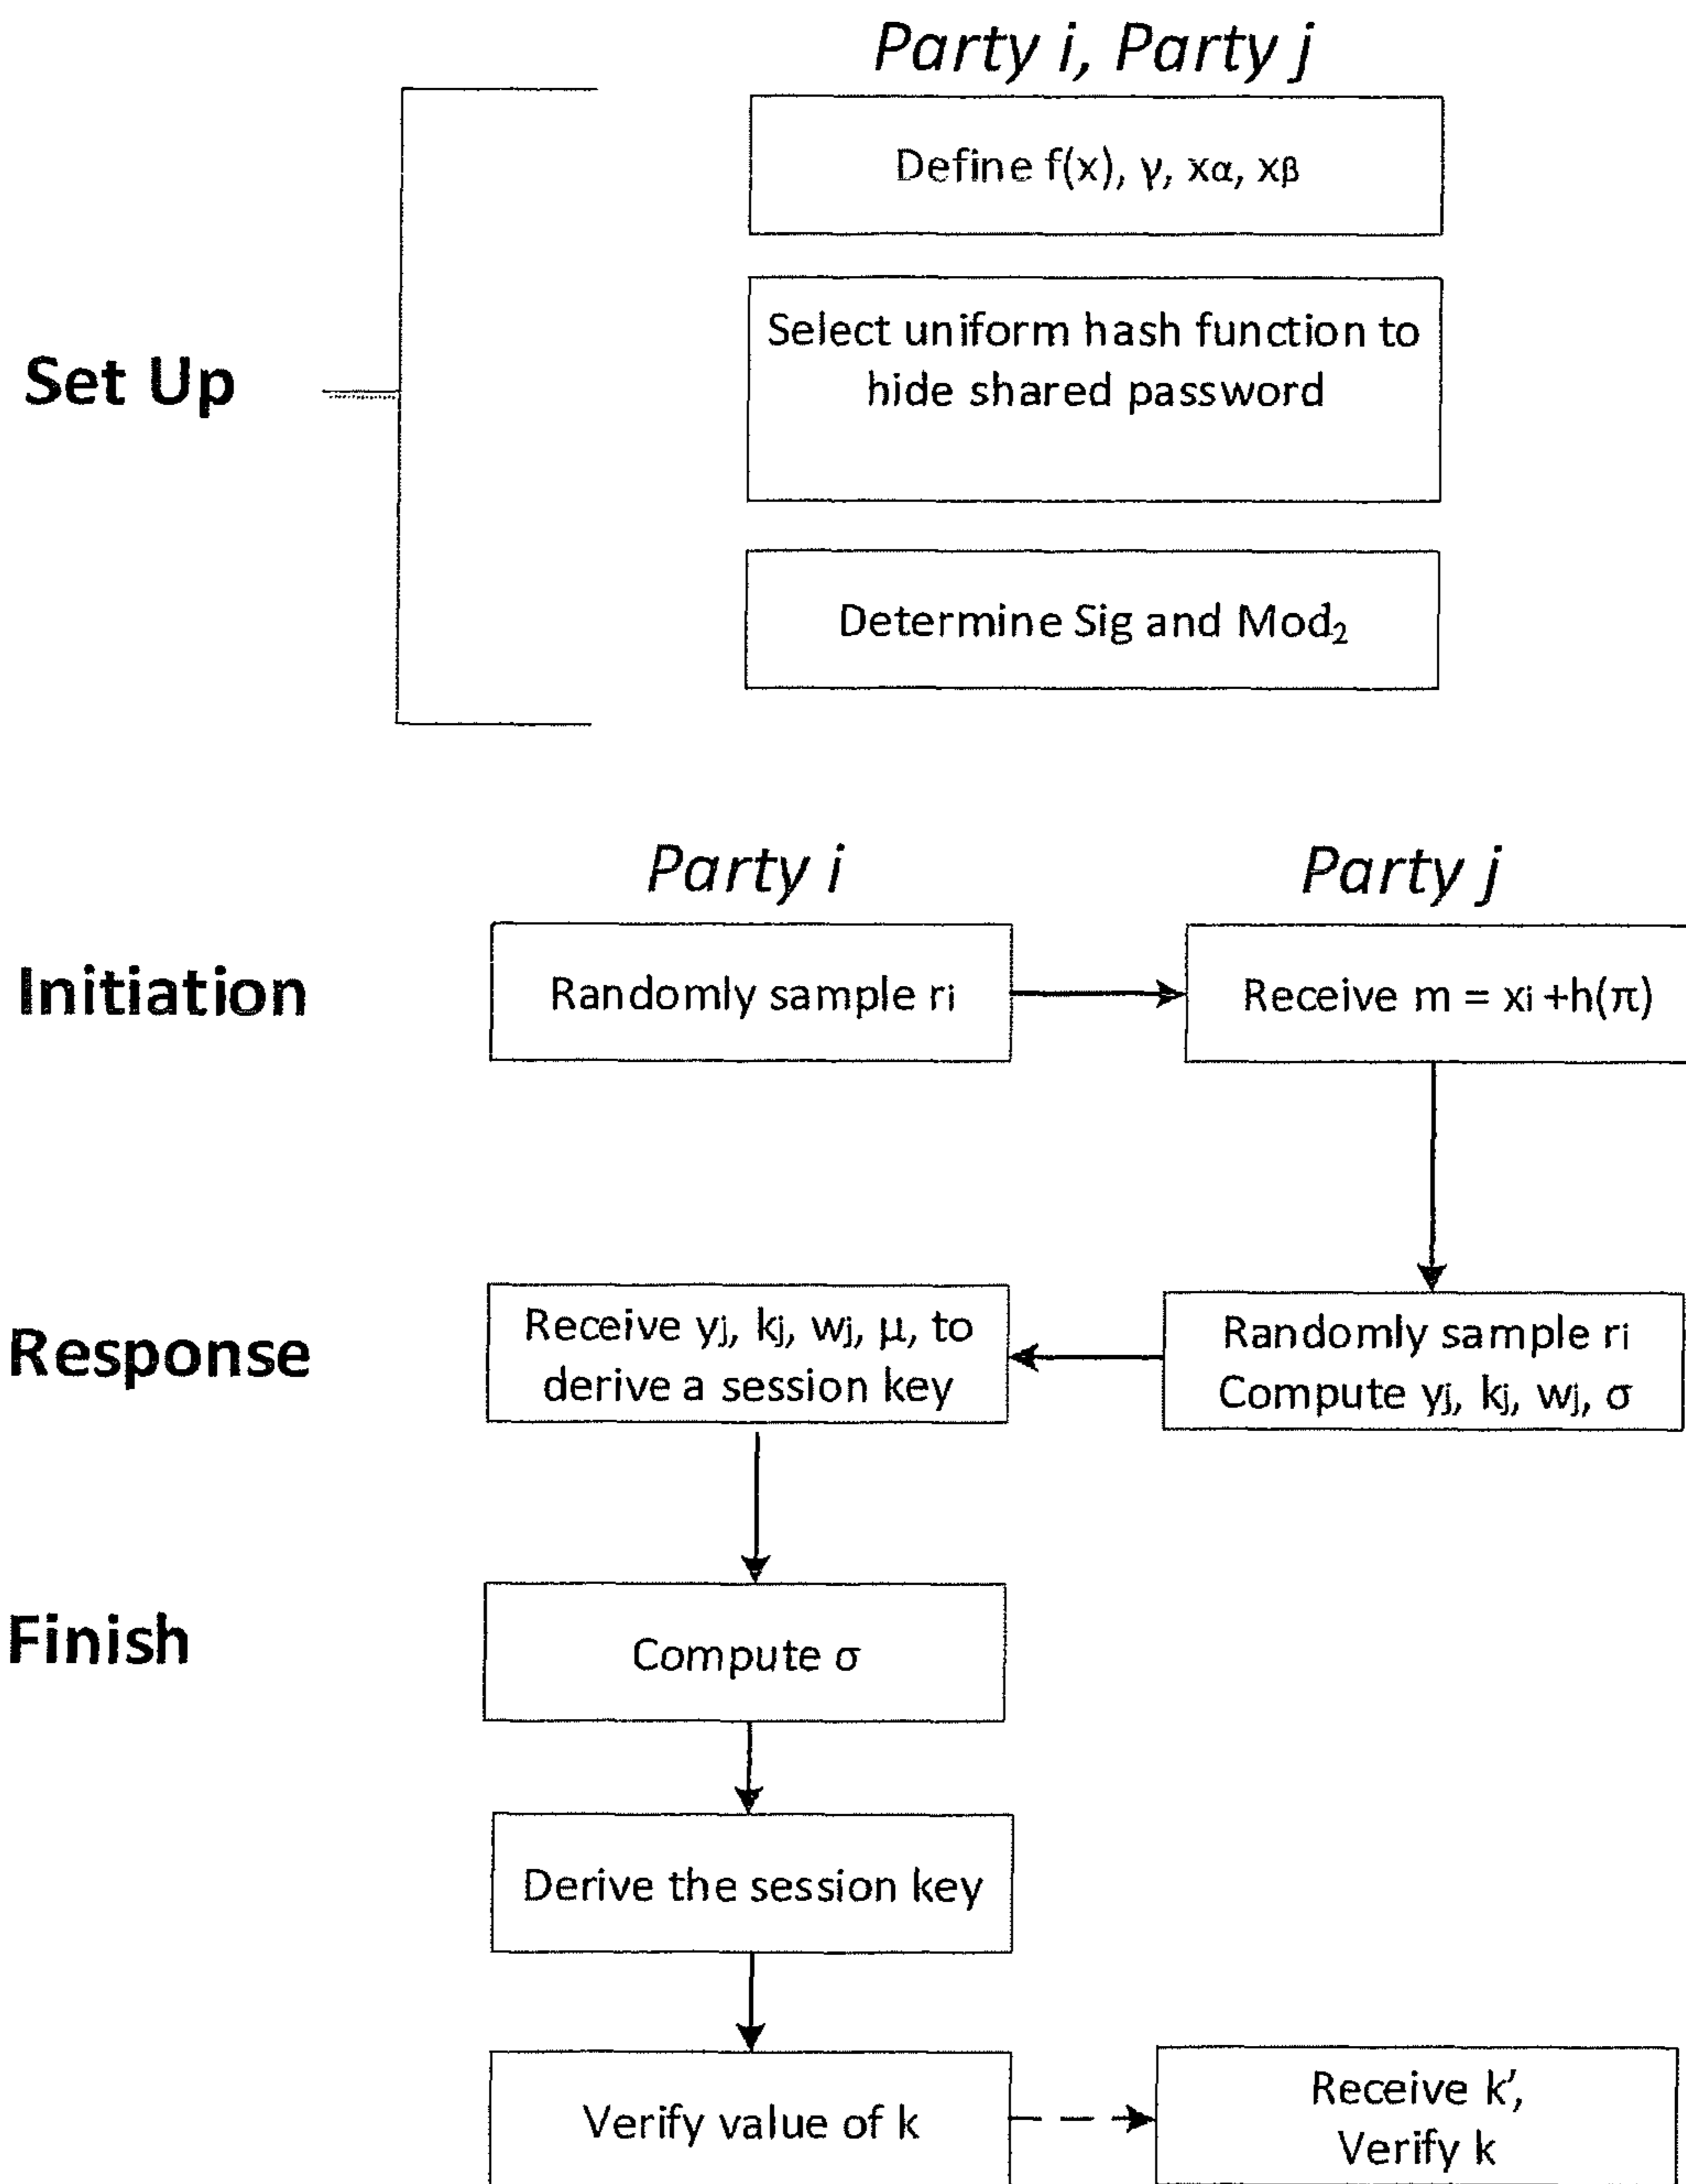 Party i, Party j
Define f(x), γ, xα, xβ
Set Up
Select uniform hash function to
hide shared password
Determine Sig and Mod₂
Party i
Party j
Initiation
Randomly sample ri
Receive m = xi +h(π)
Response
Receive yj, kj, wj, μ, to
derive a session key
Randomly sample ri
Compute yj, kj, wj, σ
Finish
Compute σ
Derive the session key
Verify value of k
Receive k',
Verify k